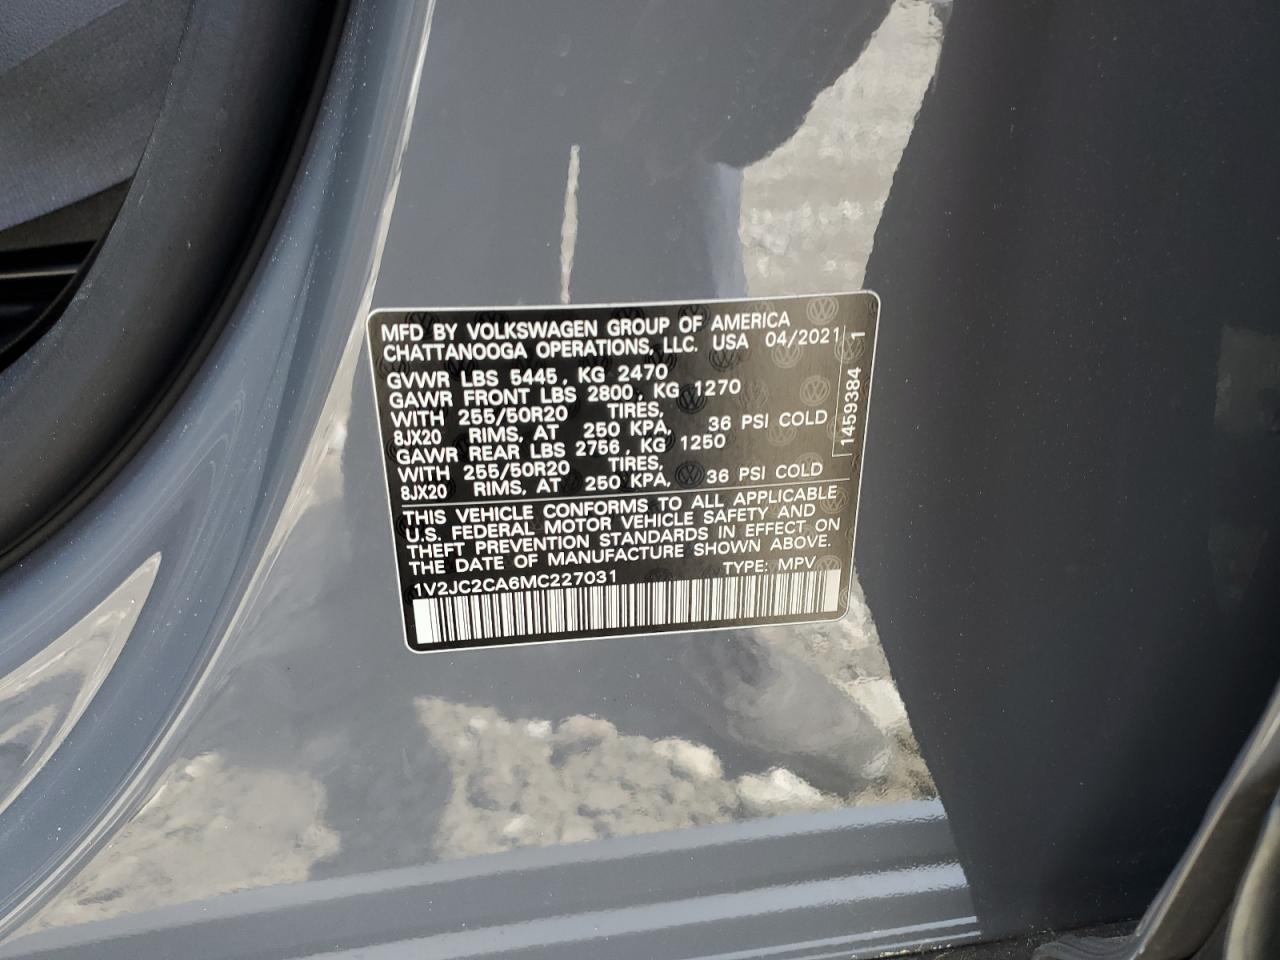 MFD BY VOLKSWAGEN GROUP OF AMERICA
CHATTANOOGA OPERATIONS, LLC. USA 04/2021
GVWR LBS 5445, KG 2470
GAWR FRONT LBS 2800, KG 1270
WITH 255/50R20 TIRES,
8JX20 RIMS, AT 250 KPA, 36 PSI COLD
GAWR REAR LBS 2756, KG 1250
WITH 255/50R20 TIRES,
8JX20 RIMS, AT 250 KPA, 36 PSI COLD
1459384 1
THIS VEHICLE CONFORMS TO ALL APPLICABLE
U.S. FEDERAL MOTOR VEHICLE SAFETY AND
THEFT PREVENTION STANDARDS IN EFFECT ON
THE DATE OF MANUFACTURE SHOWN ABOVE.
1V2JC2CA6MC227031 TYPE: MPV